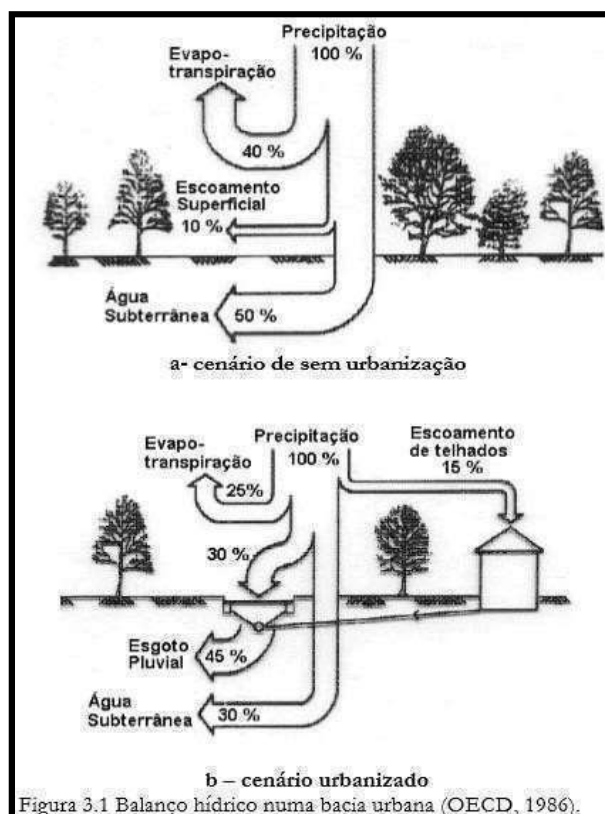 Precipitação
100 %
Evapo-
transpiração
40 %
Escoamento
Superficial
10 %
Água
Subterrânea
50 %
a- cenário de sem urbanização
Precipitação
100 %
Evapo-
transpiração
25%
Escoamento
de telhados
15 %
30 %
Esgoto
Pluvial
45 %
Água
Subterrânea
30 %
b – cenário urbanizado
Figura 3.1 Balanço hídrico numa bacia urbana (OECD, 1986).